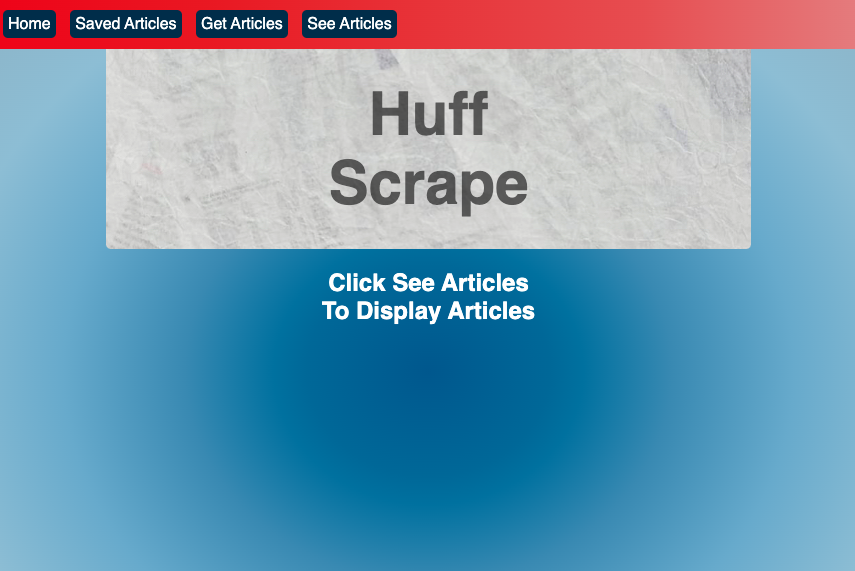 Home Saved Articles Get Articles See Articles
Huff
Scrape
Click See Articles
To Display Articles